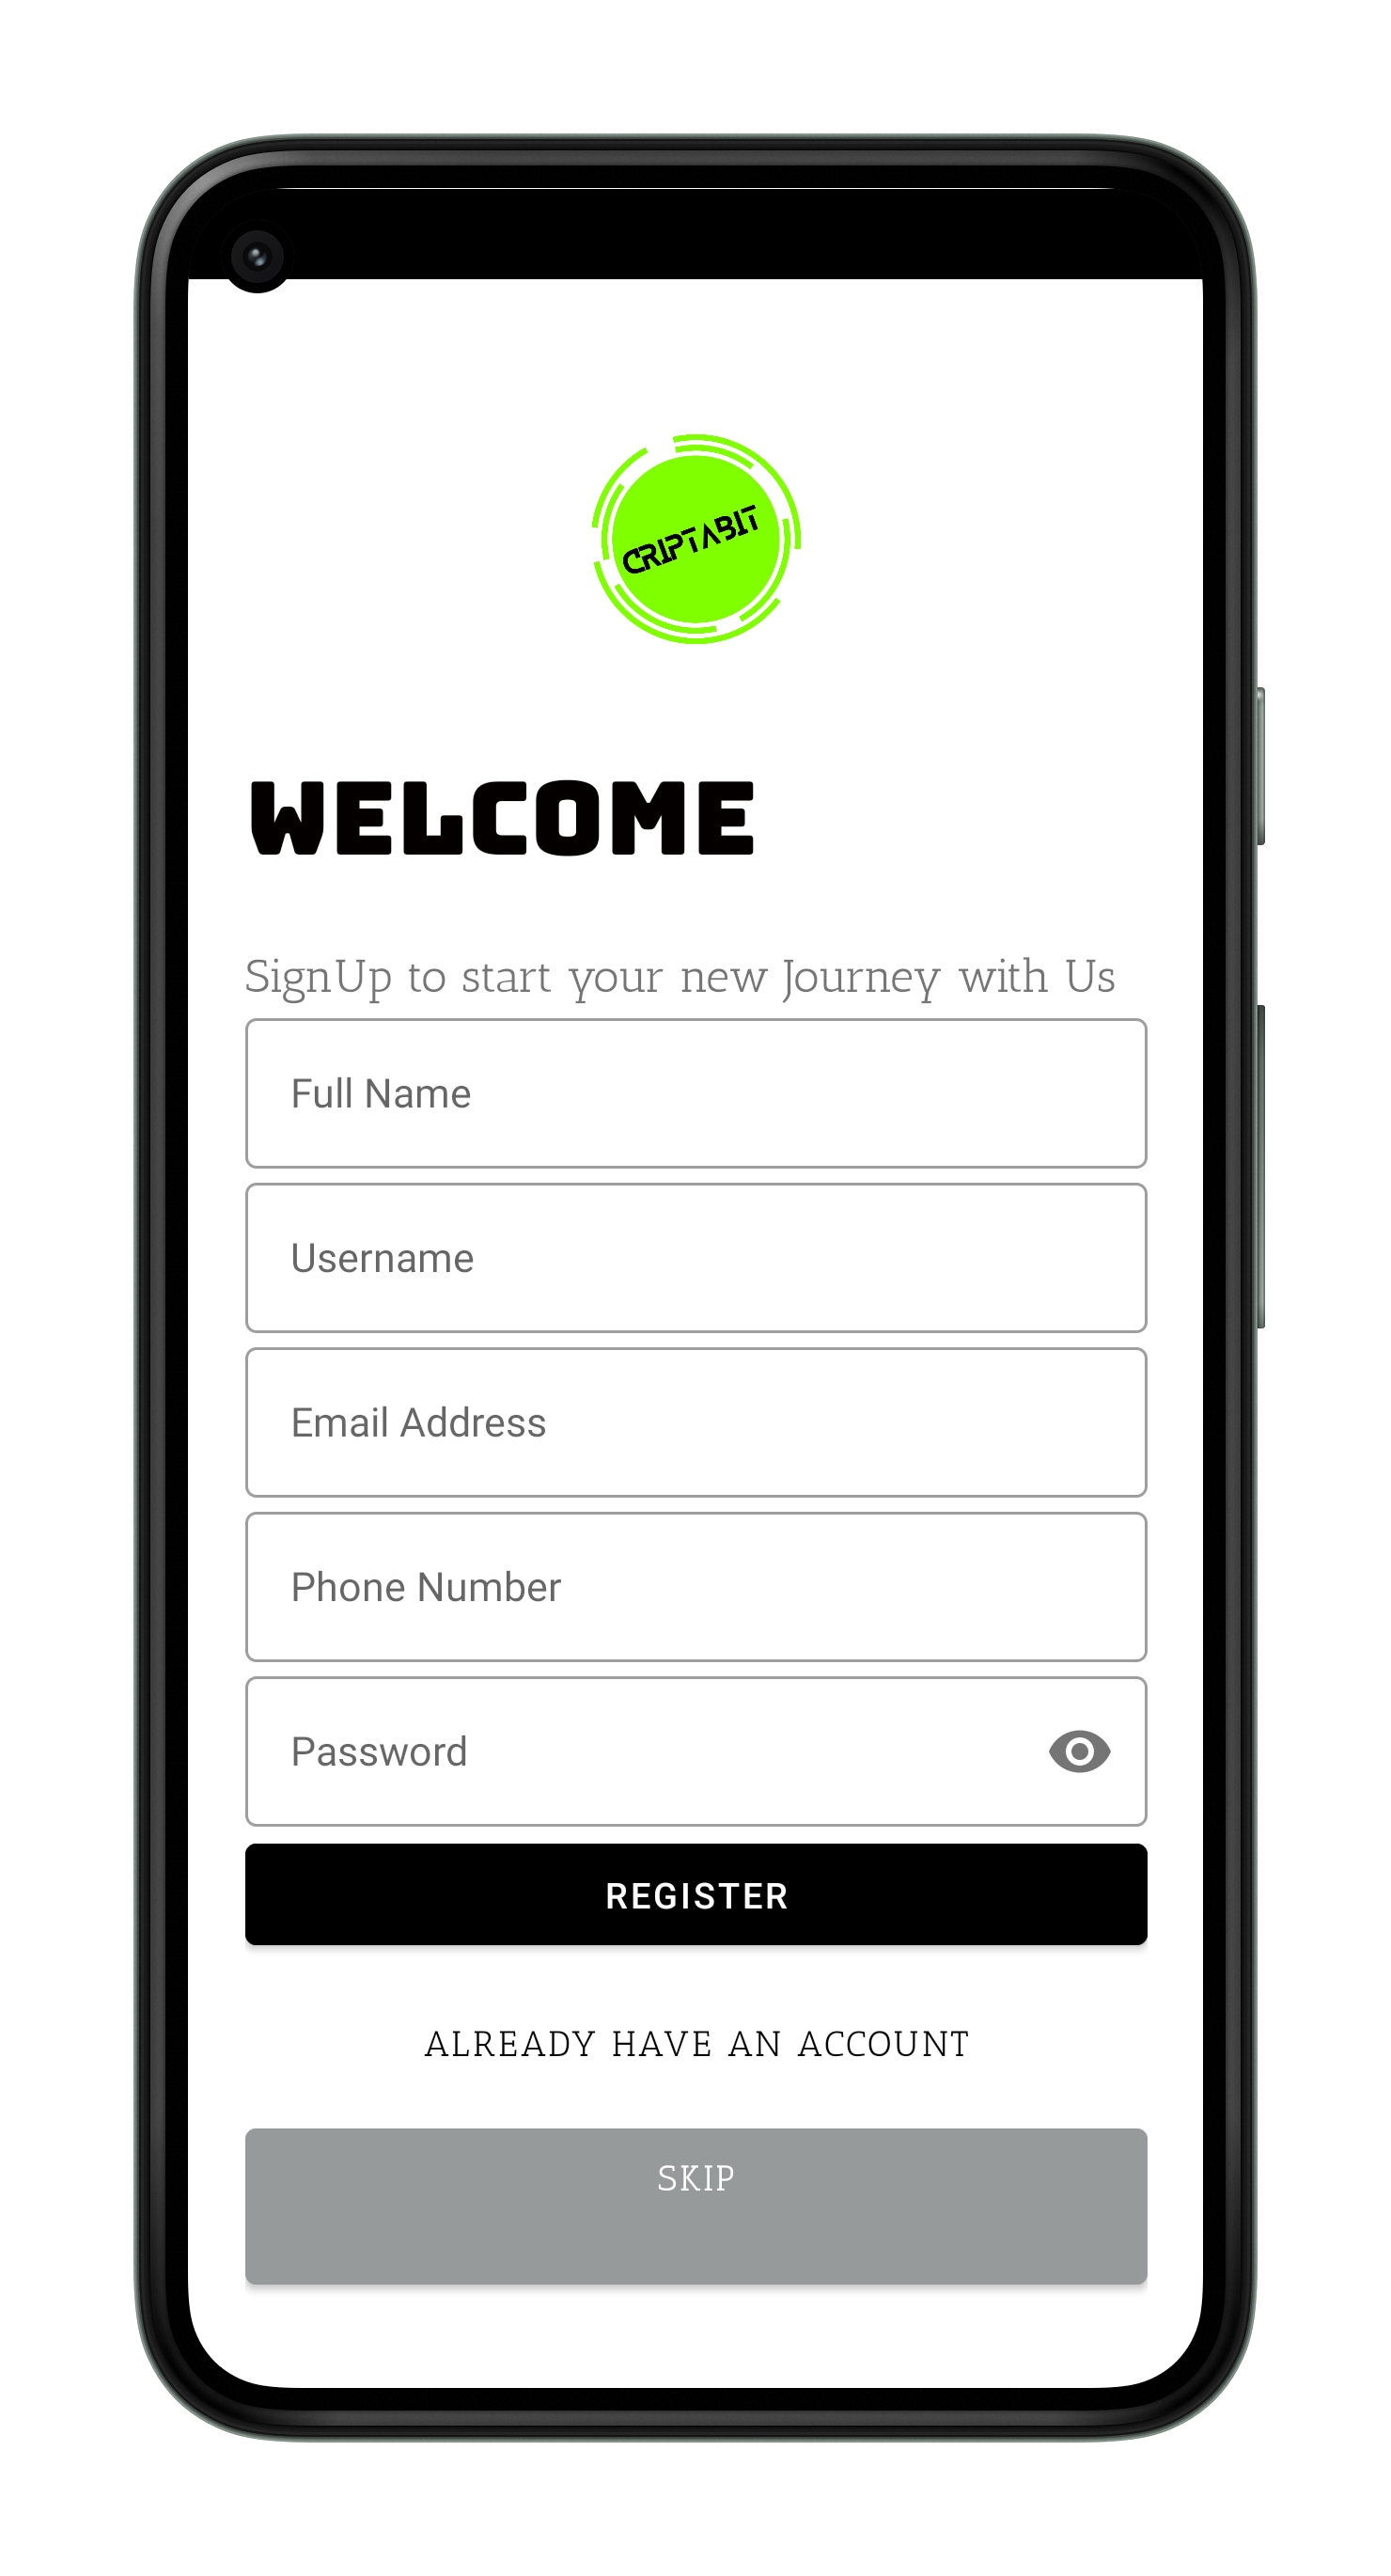 CRIPTABIT
WELCOME
SignUp to start your new Journey with Us
Full Name
Username
Email Address
Phone Number
Password
REGISTER
ALREADY HAVE AN ACCOUNT
SKIP